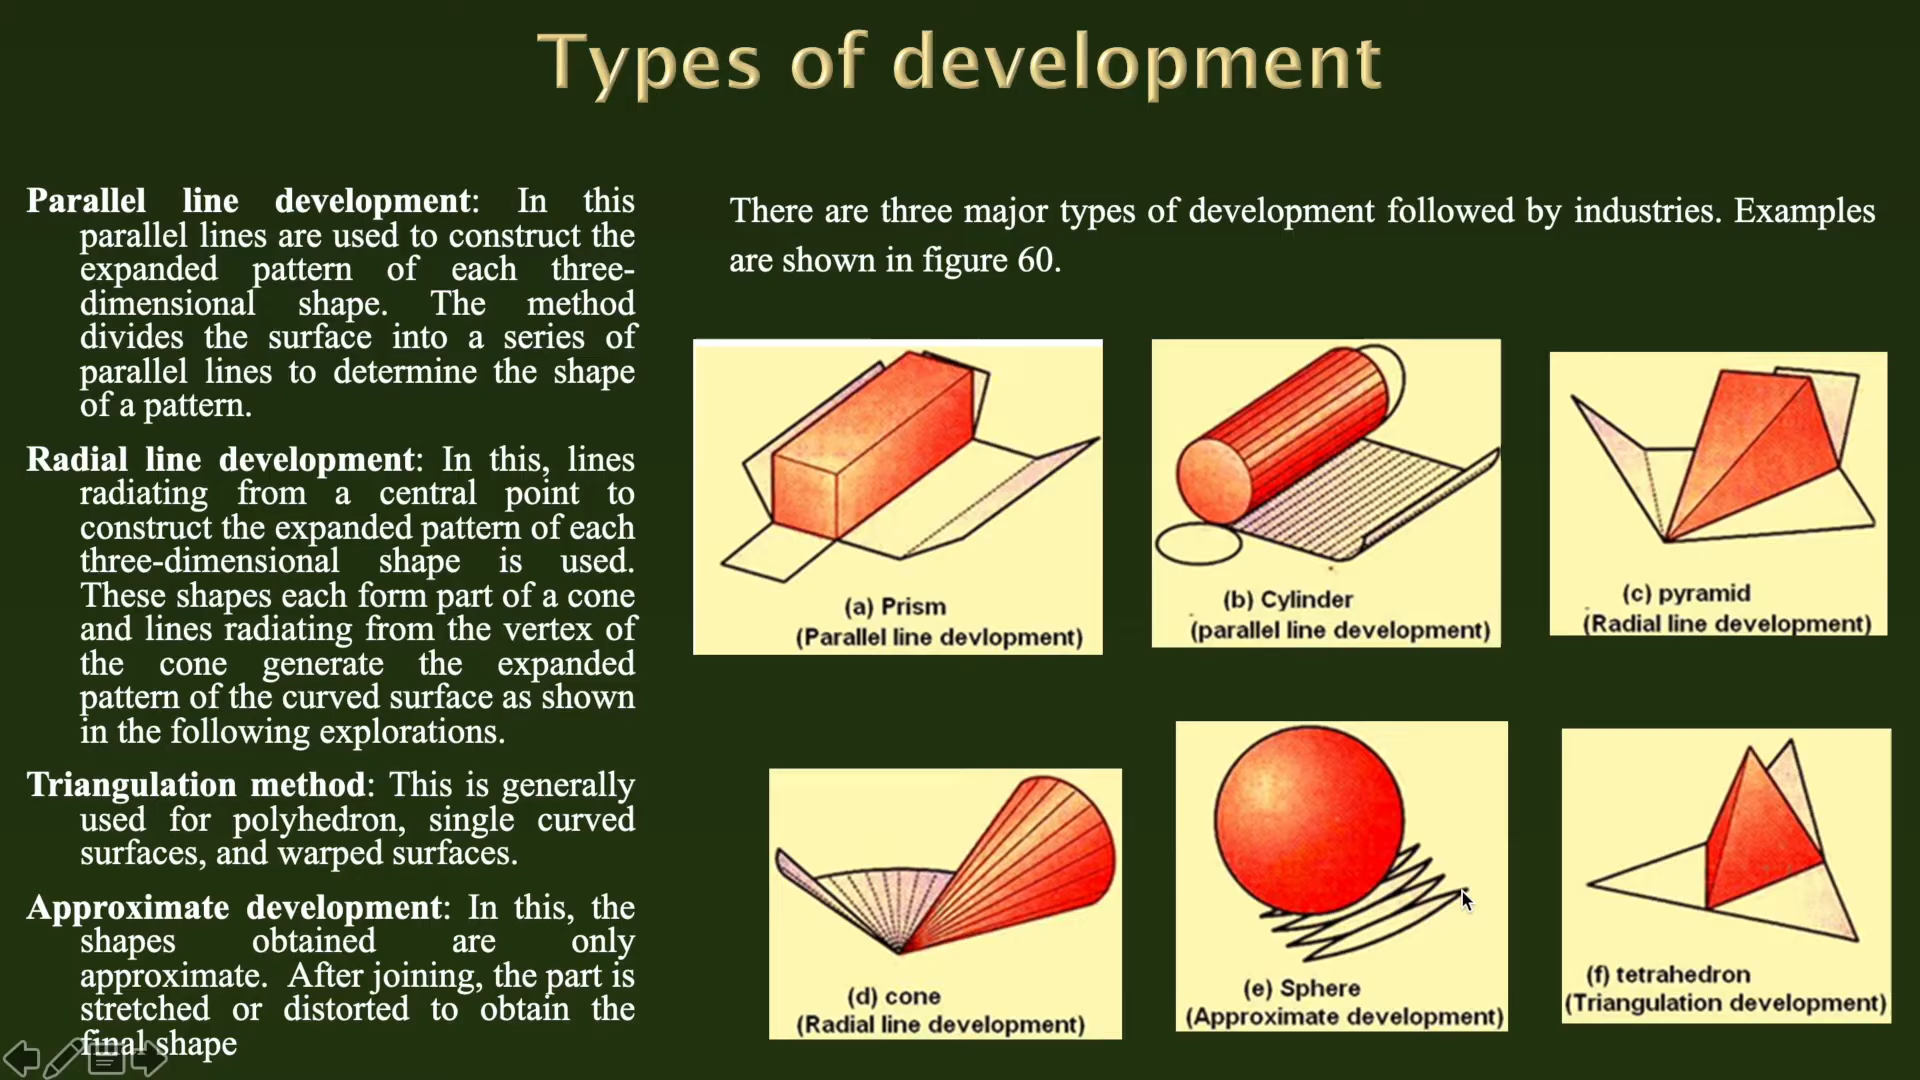 Types of development
Parallel line development: In this
parallel lines are used to construct the
expanded pattern of each three-
dimensional shape. The method
divides the surface into a series of
parallel lines to determine the shape
of a pattern.
Radial line development: In this, lines
radiating from a central point to
construct the expanded pattern of each
three-dimensional shape is used.
These shapes each form part of a cone
and lines radiating from the vertex of
the cone generate the expanded
pattern of the curved surface as shown
in the following explorations.
Triangulation method: This is generally
used for polyhedron, single curved
surfaces, and warped surfaces.
Approximate development: In this, the
shapes obtained are only
approximate. After joining, the part is
stretched or distorted to obtain the
final shape
There are three major types of development followed by industries. Examples
are shown in figure 60.
(a) Prism
(Parallel line devlopment)
(b) Cylinder
(parallel line development)
(c) pyramid
(Radial line development)
(d) cone
(Radial line development)
(e) Sphere
(Approximate development)
(f) tetrahedron
(Triangulation development)